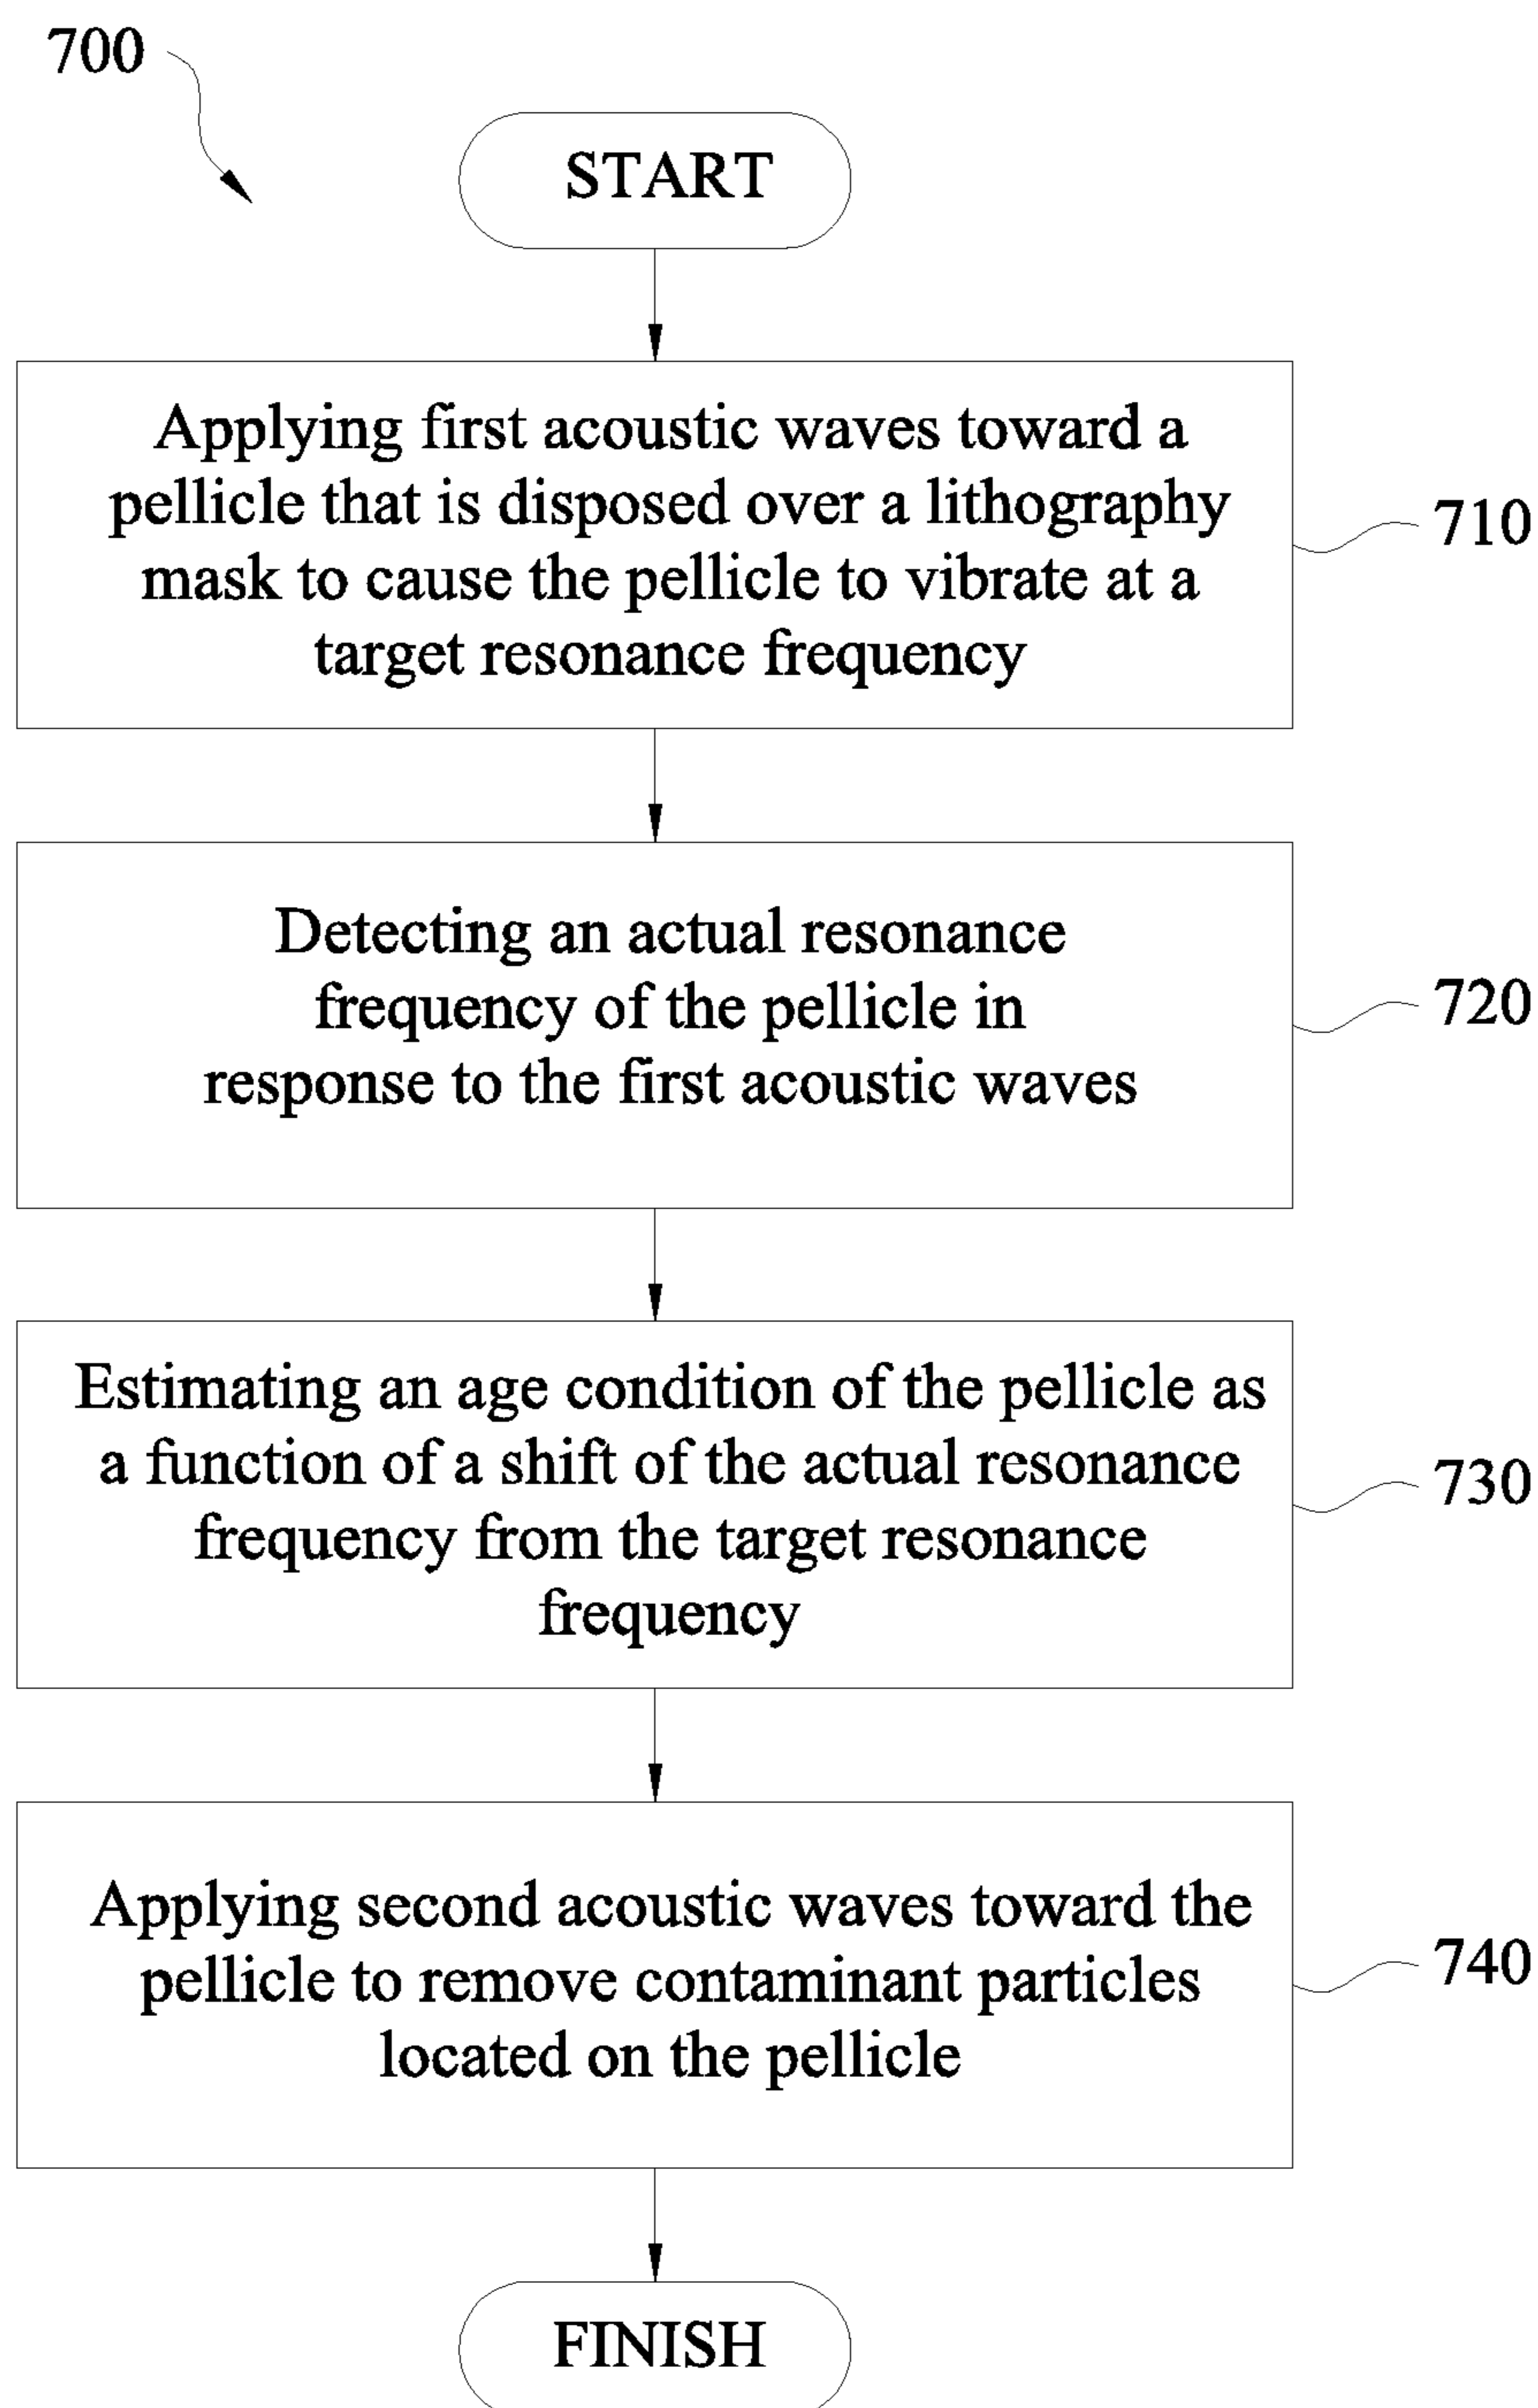 700
START
Applying first acoustic waves toward a
pellicle that is disposed over a lithography
mask to cause the pellicle to vibrate at a
target resonance frequency
710
Detecting an actual resonance
frequency of the pellicle in
response to the first acoustic waves
720
Estimating an age condition of the pellicle as
a function of a shift of the actual resonance
frequency from the target resonance
frequency
730
Applying second acoustic waves toward the
pellicle to remove contaminant particles
located on the pellicle
740
FINISH